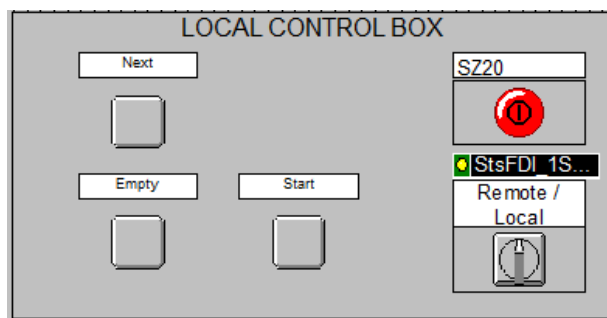 LOCAL CONTROL BOX
Next
SZ20
StsFDI_1S...
Empty
Start
Remote /
Local